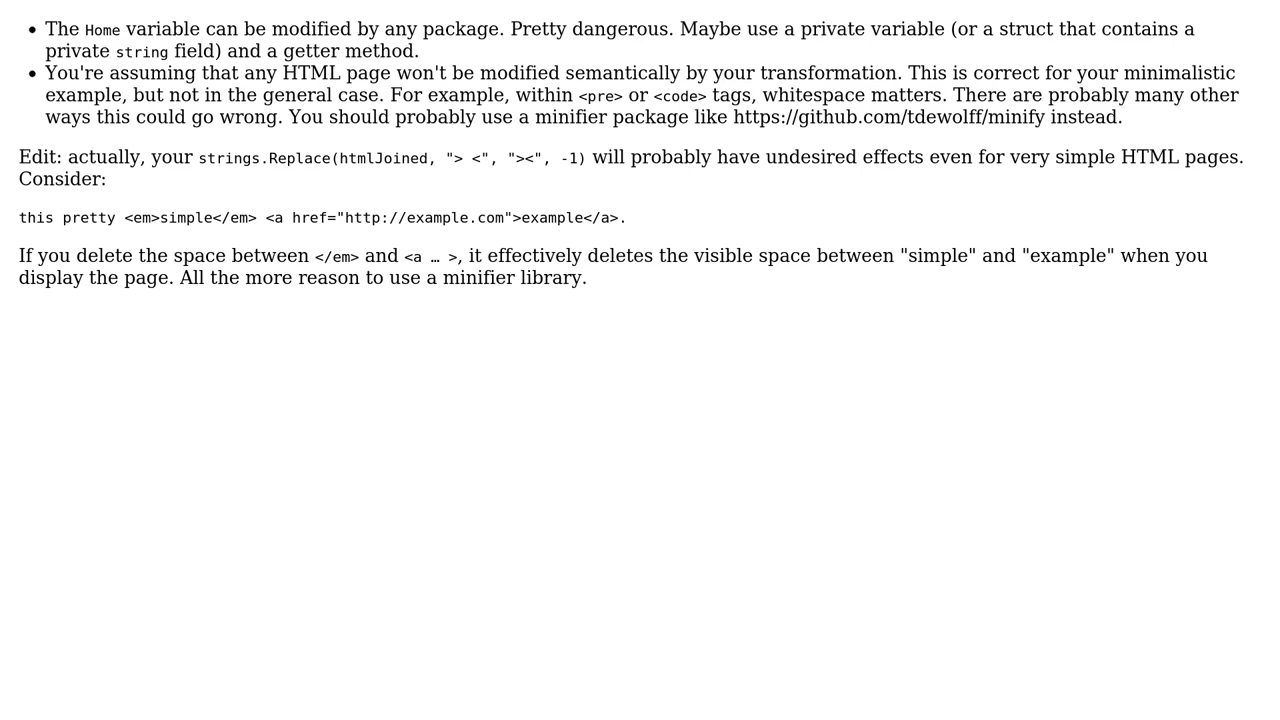 • The Home variable can be modified by any package. Pretty dangerous. Maybe use a private variable (or a struct that contains a
private string field) and a getter method.
• You're assuming that any HTML page won't be modified semantically by your transformation. This is correct for your minimalistic
example, but not in the general case. For example, within <pre> or <code> tags, whitespace matters. There are probably many other
ways this could go wrong. You should probably use a minifier package like https://github.com/tdewolff/minify instead.
Edit: actually, your strings.Replace(htmlJoined, "> <", "><", -1) will probably have undesired effects even for very simple HTML pages.
Consider:
this pretty <em>simple</em> <a href="http://example.com">example</a>.
If you delete the space between </em> and <a … >, it effectively deletes the visible space between "simple" and "example" when you
display the page. All the more reason to use a minifier library.